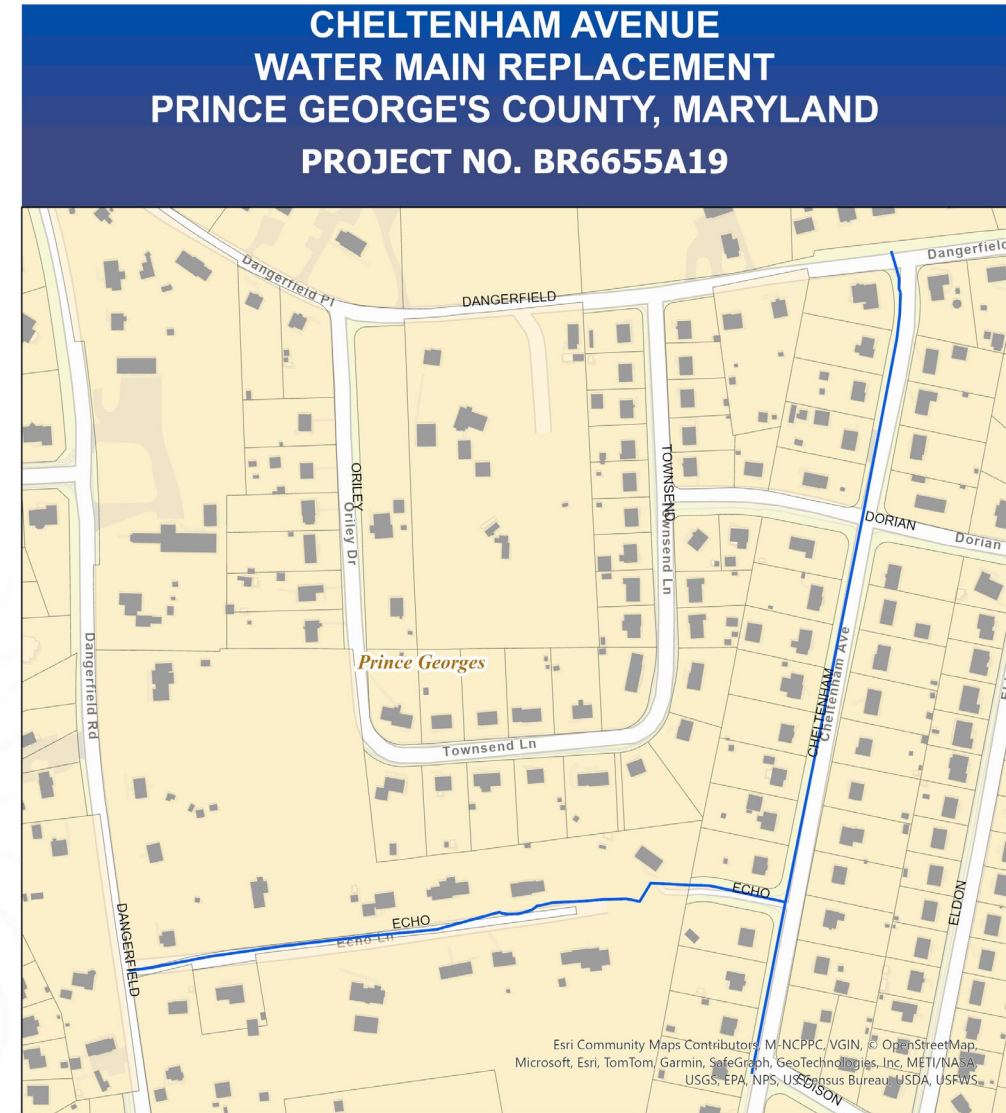 CHELTENHAM AVENUE
WATER MAIN REPLACEMENT
PRINCE GEORGE'S COUNTY, MARYLAND
PROJECT NO. BR6655A19
Dangerfield
Dangerfield Pl
DANGERFIELD
ORILEY
Oriley Dr
TOWNSEND
Townsend Ln
DORIAN
Dorian
Dangerfield Rd
Prince Georges
CHELTENHAM
Cheltenham Ave
Townsend Ln
ECHO
ELDON
ECHO
Echo Ln
DANGERFIELD
Esri Community Maps Contributors, M-NCPPC, VGIN, © OpenStreetMap,
Microsoft, Esri, TomTom, Garmin, SafeGraph, GeoTechnologies, Inc, METI/NASA,
USGS, EPA, NPS, US Census Bureau, USDA, USFWS
EDISON